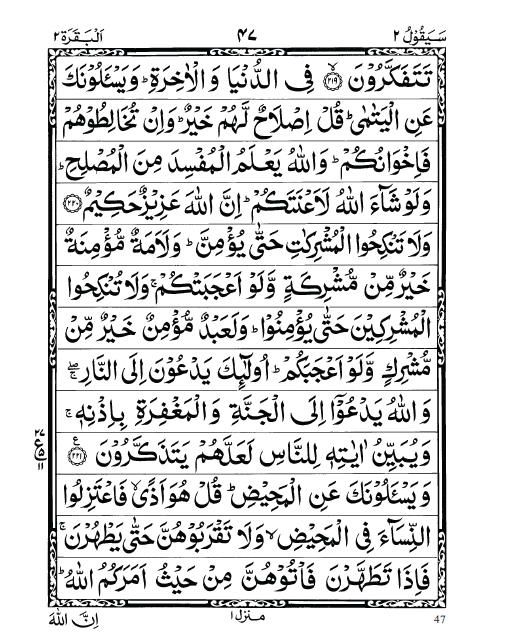 سَيَقُوْلُ ٢ ٤٧ اَلْبَقَرَة ٢
تَتَفَكَّرُوْنَ ﴿٢١٩﴾ۙ فِى الدُّنْيَا وَ الْاٰخِرَةِؕ وَ يَسْـَٔلُوْنَكَ
عَنِ الْيَتٰمٰىؕ قُلْ اِصْلَاحٌ لَّهُمْ خَيْرٌؕ وَ اِنْ تُخَالِطُوْهُمْ
فَاِخْوَانُكُمْؕ وَ اللّٰهُ يَعْلَمُ الْمُفْسِدَ مِنَ الْمُصْلِحِؕ
وَ لَوْ شَآءَ اللّٰهُ لَاَعْنَتَكُمْؕ اِنَّ اللّٰهَ عَزِيْزٌ حَكِيْمٌ ﴿٢٢٠﴾
وَ لَا تَنْكِحُوا الْمُشْرِكٰتِ حَتّٰى يُؤْمِنَّؕ وَ لَاَمَةٌ مُّؤْمِنَةٌ
خَيْرٌ مِّنْ مُّشْرِكَةٍ وَّ لَوْ اَعْجَبَتْكُمْۚ وَ لَا تُنْكِحُوا
الْمُشْرِكِيْنَ حَتّٰى يُؤْمِنُوْاؕ وَ لَعَبْدٌ مُّؤْمِنٌ خَيْرٌ مِّنْ
مُّشْرِكٍ وَّ لَوْ اَعْجَبَكُمْؕ اُولٰٓئِكَ يَدْعُوْنَ اِلَى النَّارِۖۚ
وَ اللّٰهُ يَدْعُوْٓا اِلَى الْجَنَّةِ وَ الْمَغْفِرَةِ بِاِذْنِهٖۚ
وَ يُبَيِّنُ اٰيٰتِهٖ لِلنَّاسِ لَعَلَّهُمْ يَتَذَكَّرُوْنَ ﴿٢٢١﴾ع
وَ يَسْـَٔلُوْنَكَ عَنِ الْمَحِيْضِؕ قُلْ هُوَ اَذًىۙ فَاعْتَزِلُوا
النِّسَآءَ فِى الْمَحِيْضِۙ وَ لَا تَقْرَبُوْهُنَّ حَتّٰى يَطْهُرْنَۚ
فَاِذَا تَطَهَّرْنَ فَاْتُوْهُنَّ مِنْ حَيْثُ اَمَرَكُمُ اللّٰهُؕ
منزل ١
اِنَّ اللّٰهَ
47